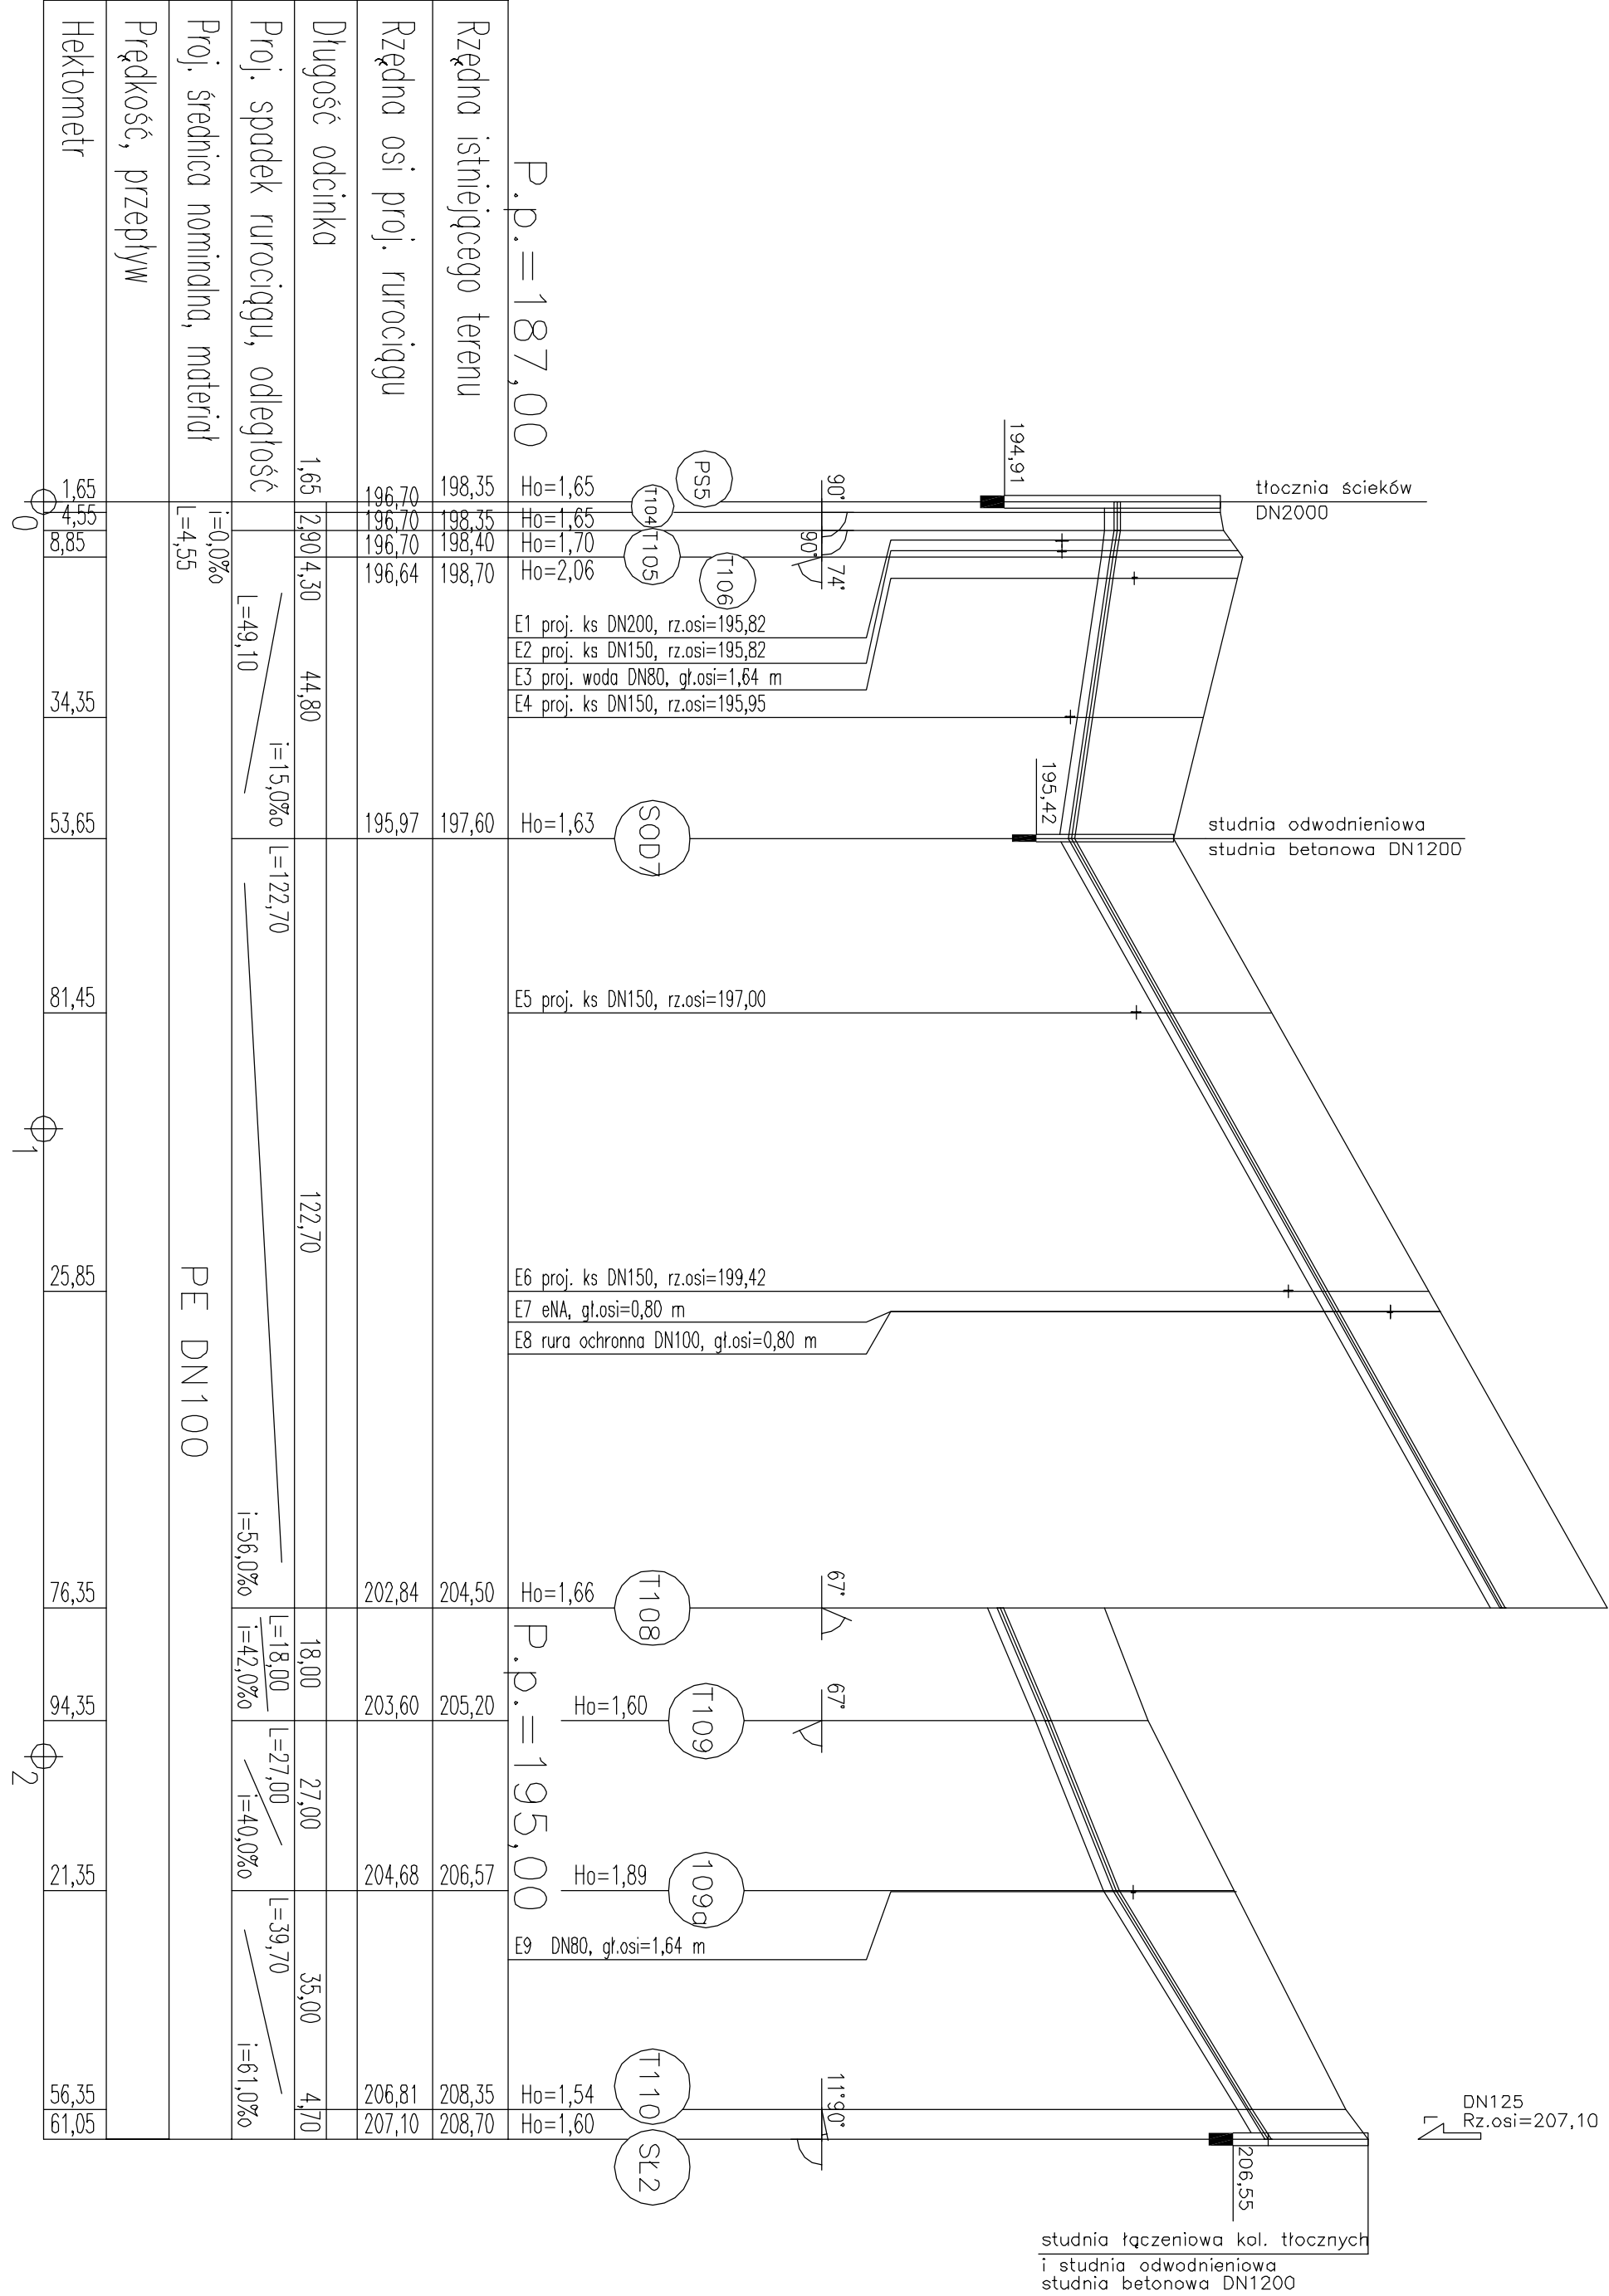 P.p.=187,00
P.p.=195,00
Rzędna istniejącego terenu
198,35
198,35
198,40
198,70
197,60
204,50
205,20
206,57
208,35
208,70
Rzędna osi proj. rurociągu
196,70
196,70
196,70
196,64
195,97
202,84
203,60
204,68
206,81
207,10
Długość odcinka
1,65
2,90
4,30
44,80
122,70
18,00
27,00
35,00
4,70
Proj. spadek rurociągu, odległość
i=0,0%o
L=4,55
L=49,10
i=15,0%o
L=122,70
i=56,0%o
L=18,00
i=42,0%o
L=27,00
i=40,0%o
L=39,70
i=61,0%o
Proj. średnica nominalna, materiał
PE DN100
Prędkość, przepływ
Hektometr
1,65
4,55
8,85
34,35
53,65
81,45
25,85
76,35
94,35
21,35
56,35
61,05
0
1
2
Ho=1,65
Ho=1,65
Ho=1,70
Ho=2,06
Ho=1,63
Ho=1,66
Ho=1,60
Ho=1,89
Ho=1,54
Ho=1,60
PS5
T104
T105
T106
SOD7
T108
T109
109a
T110
SŁ2
90°
90°
74°
67°
67°
11°
90°
E1 proj. ks DN200, rz.osi=195,82
E2 proj. ks DN150, rz.osi=195,82
E3 proj. woda DN80, gł.osi=1,64 m
E4 proj. ks DN150, rz.osi=195,95
E5 proj. ks DN150, rz.osi=197,00
E6 proj. ks DN150, rz.osi=199,42
E7 eNA, gł.osi=0,80 m
E8 rura ochronna DN100, gł.osi=0,80 m
E9 DN80, gł.osi=1,64 m
194,91
tłocznia ścieków
DN2000
195,42
studnia odwodnieniowa
studnia betonowa DN1200
DN125
Rz.osi=207,10
206,55
studnia łączeniowa kol. tłocznych
i studnia odwodnieniowa
studnia betonowa DN1200